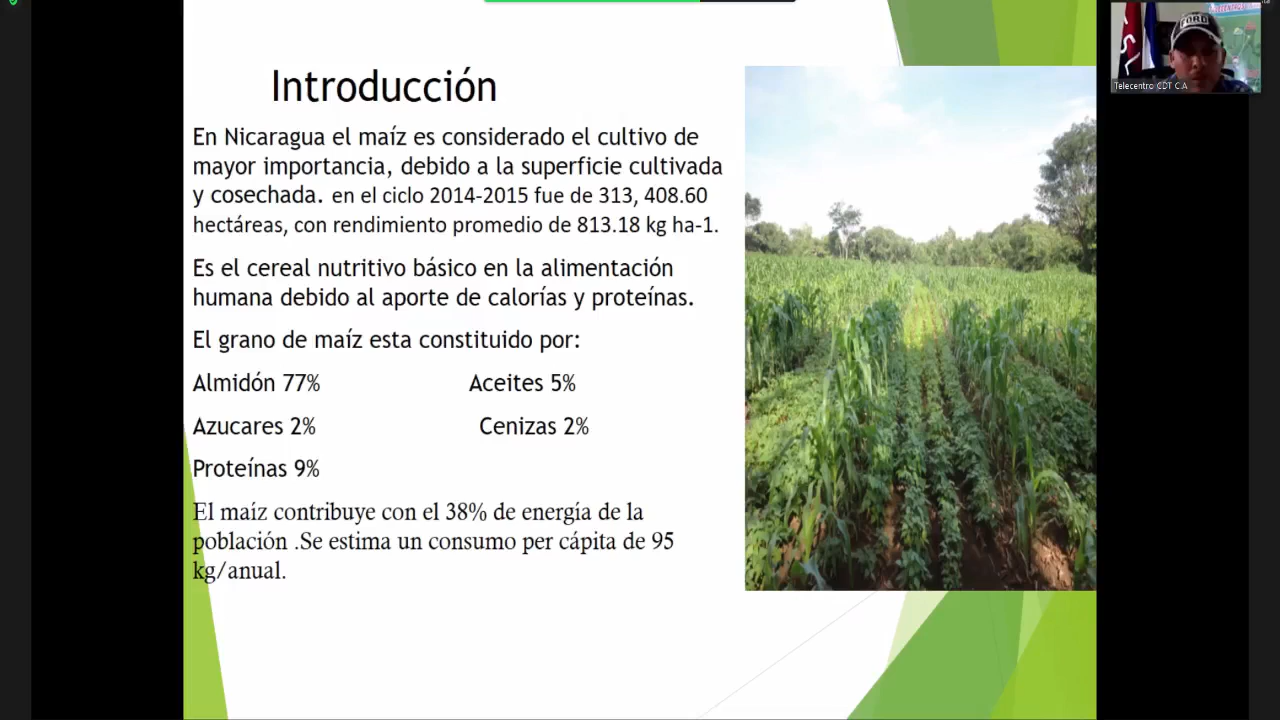 Introducción
En Nicaragua el maíz es considerado el cultivo de
mayor importancia, debido a la superficie cultivada
y cosechada. en el ciclo 2014-2015 fue de 313, 408.60
hectáreas, con rendimiento promedio de 813.18 kg ha-1.
Es el cereal nutritivo básico en la alimentación
humana debido al aporte de calorías y proteínas.
El grano de maíz esta constituido por:
Almidón 77% Aceites 5%
Azucares 2% Cenizas 2%
Proteínas 9%
El maíz contribuye con el 38% de energía de la
población .Se estima un consumo per cápita de 95
kg/anual.
FORD
Telecentro CDT C.A